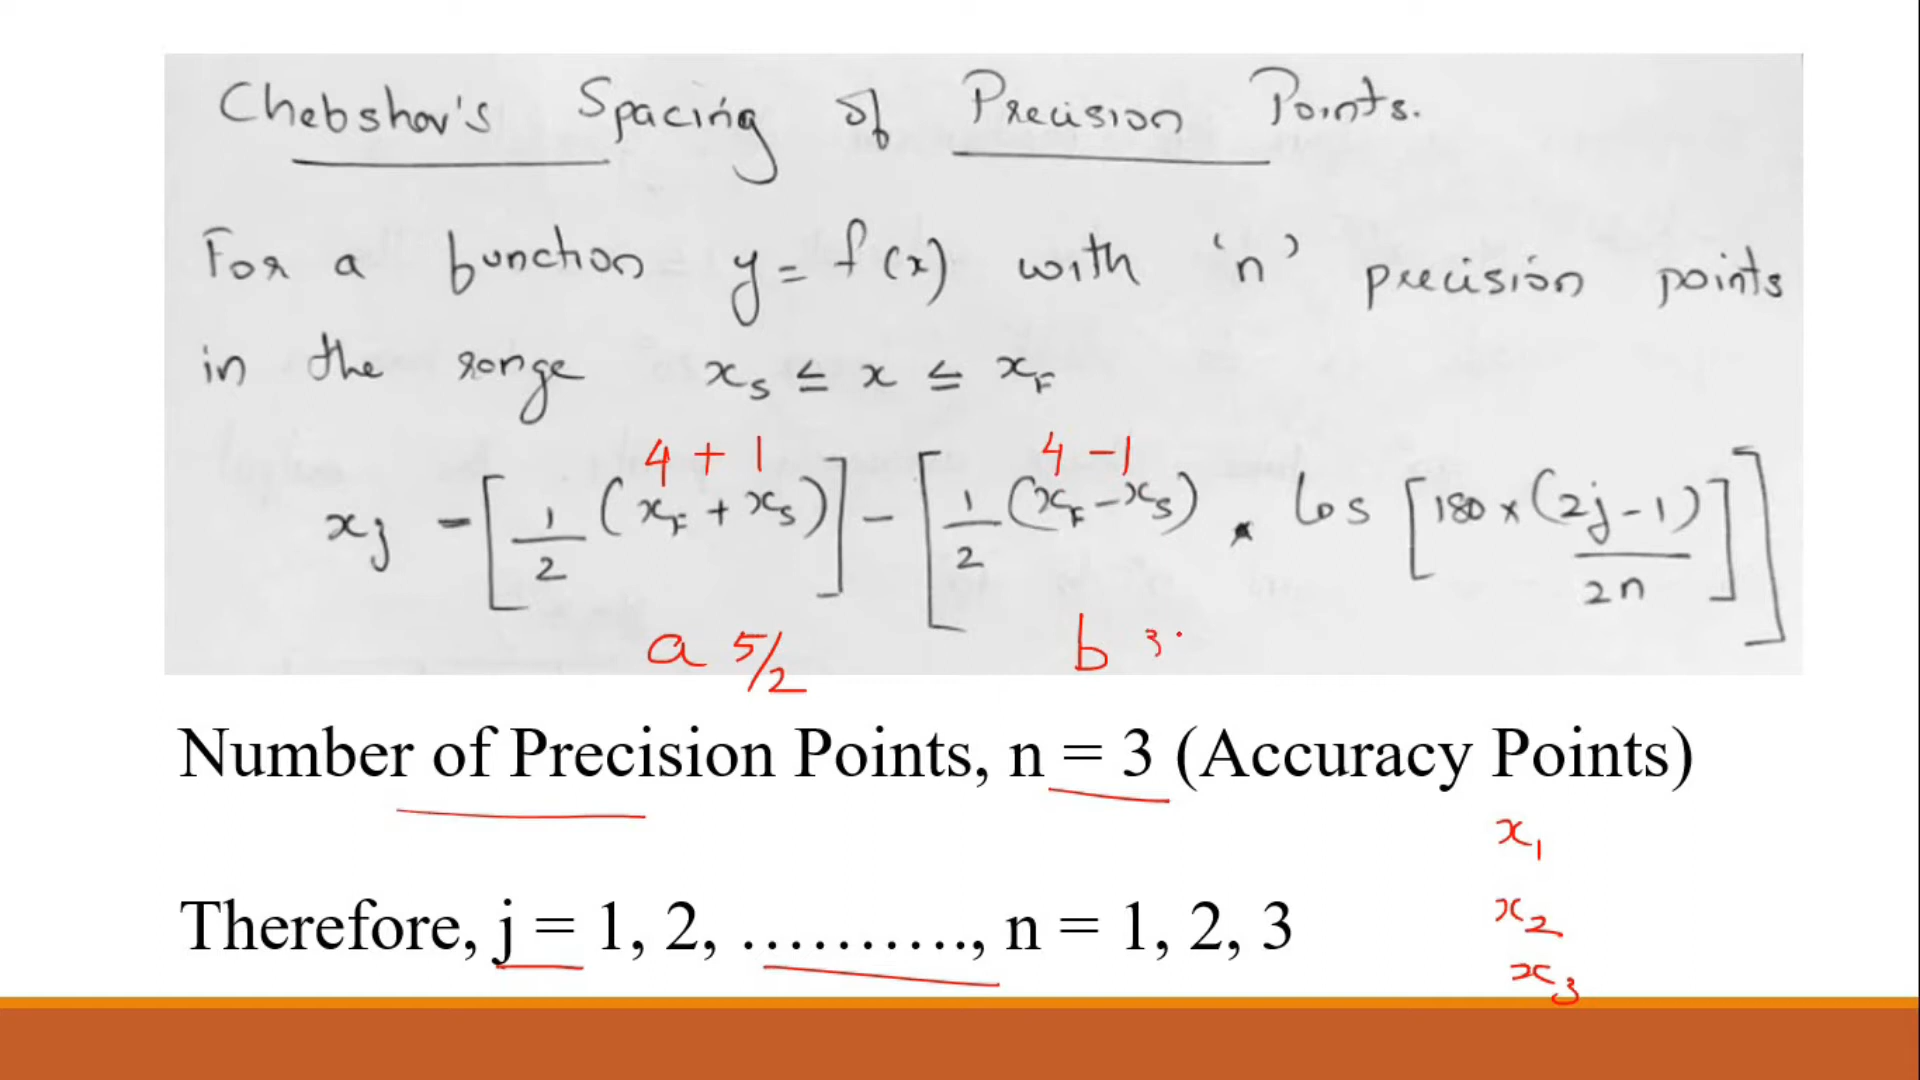 Chebshov's Spacing of Precision Points.
For a function y = f(x) with 'n' precision points
in the range xS ≤ x ≤ xF
4 + 1 4 - 1
xj = [1/2 (xF + xS)] - [1/2 (xF - xS) . Cos [180 x (2j - 1)/2n]]
a 5/2 b 3.
Number of Precision Points, n = 3 (Accuracy Points)
x1
Therefore, j = 1, 2, ………., n = 1, 2, 3
x2
x3